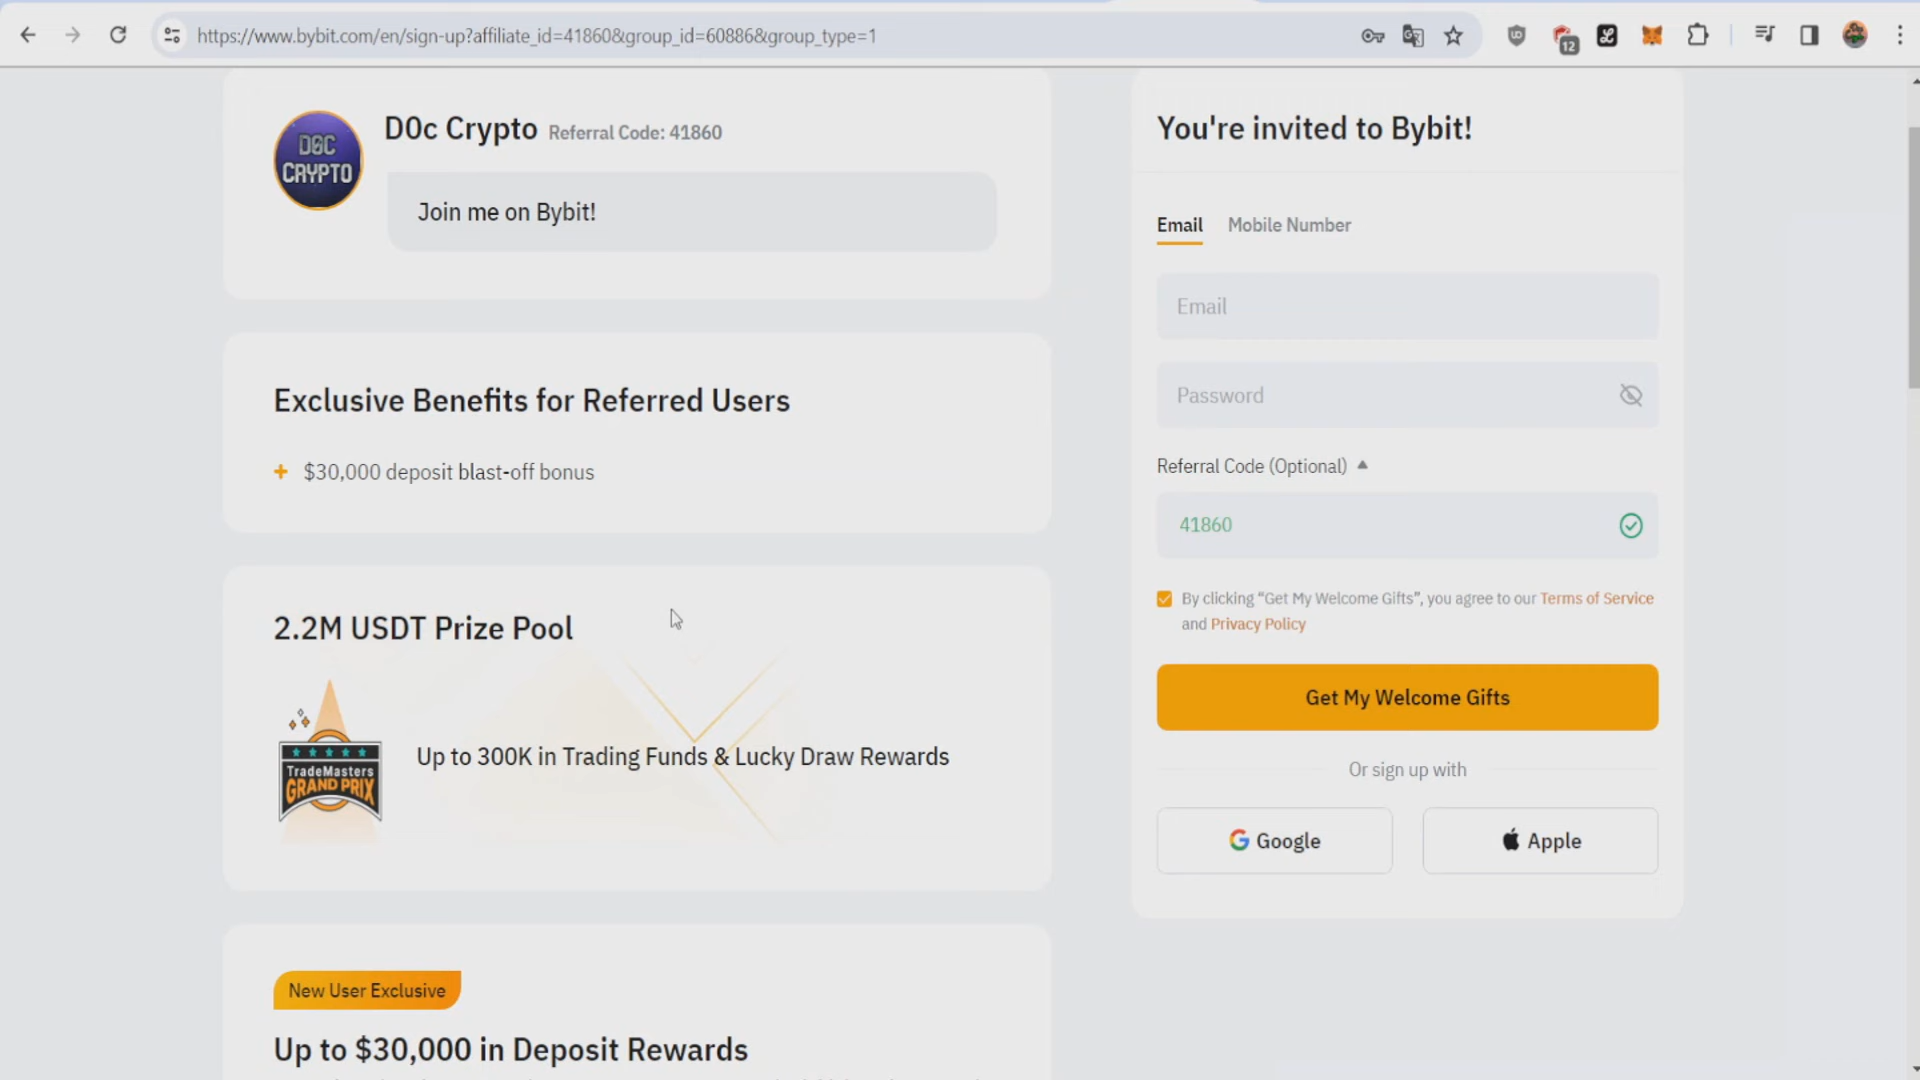 https://www.bybit.com/en/sign-up?affiliate_id=41860&group_id=60886&group_type=1
12
D0C
CRYPTO
D0c Crypto Referral Code: 41860
Join me on Bybit!
Exclusive Benefits for Referred Users
+ $30,000 deposit blast-off bonus
2.2M USDT Prize Pool
TradeMasters
GRAND PRIX
Up to 300K in Trading Funds & Lucky Draw Rewards
New User Exclusive
Up to $30,000 in Deposit Rewards
You're invited to Bybit!
Email Mobile Number
Email
Password
Referral Code (Optional)
41860
By clicking “Get My Welcome Gifts”, you agree to our Terms of Service
and Privacy Policy
Get My Welcome Gifts
Or sign up with
Google
Apple